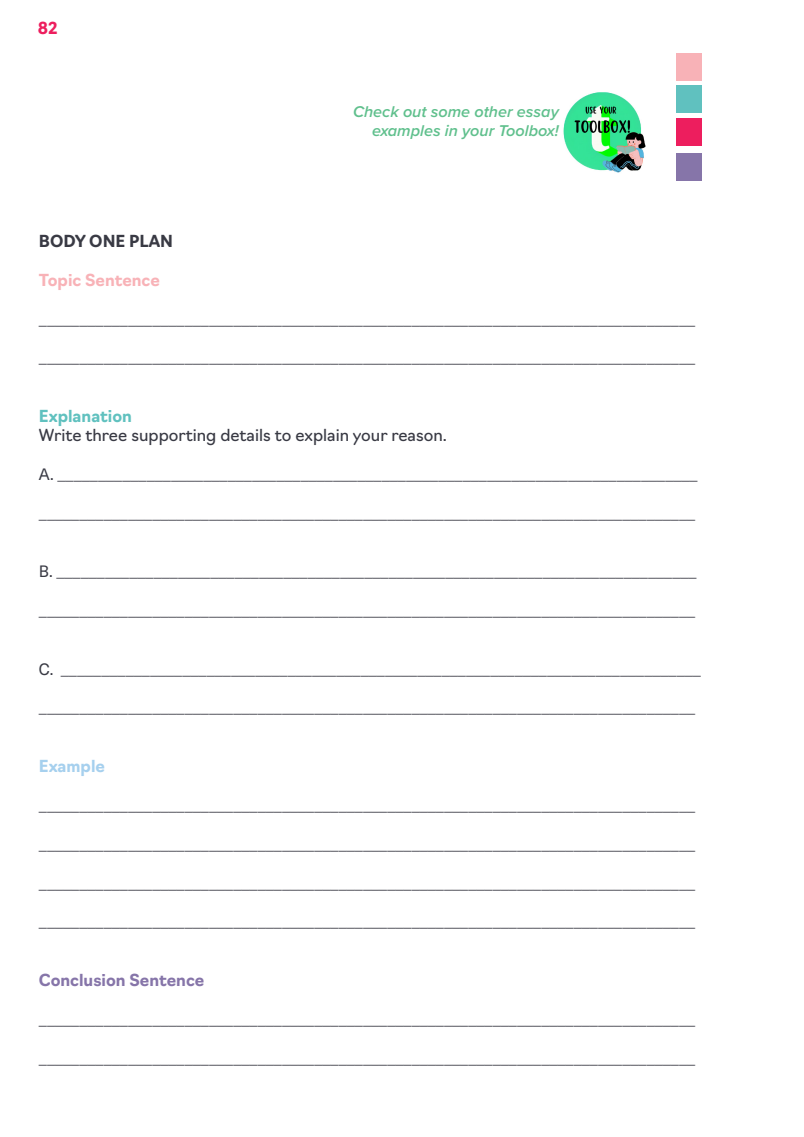 82
Check out some other essay
examples in your Toolbox!
USE YOUR
TOOLBOX!
BODY ONE PLAN
Topic Sentence
Explanation
Write three supporting details to explain your reason.
A.
B.
C.
Example
Conclusion Sentence